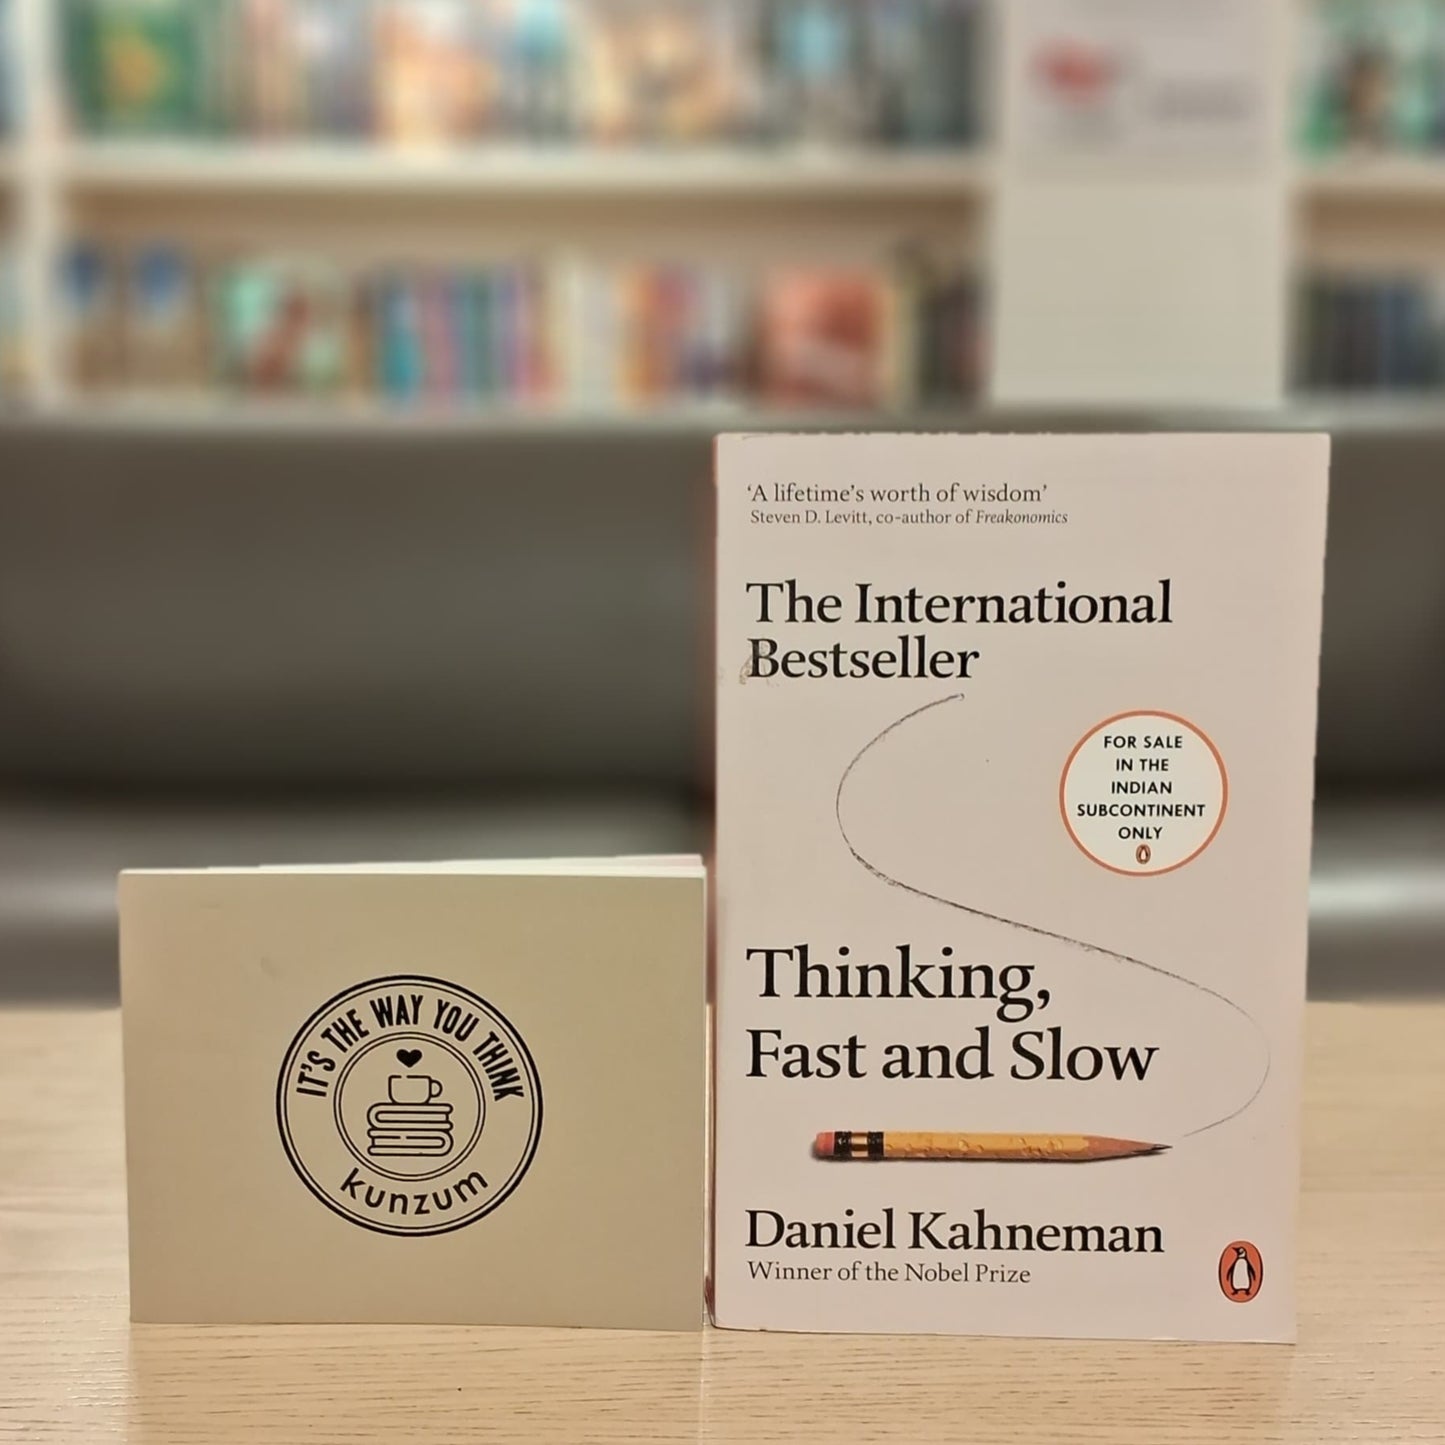 ‘A lifetime’s worth of wisdom’
Steven D. Levitt, co-author of Freakonomics
The International
Bestseller
FOR SALE
IN THE
INDIAN
SUBCONTINENT
ONLY
Thinking,
Fast and Slow
Daniel Kahneman
Winner of the Nobel Prize
IT'S THE WAY YOU THINK
kunzum